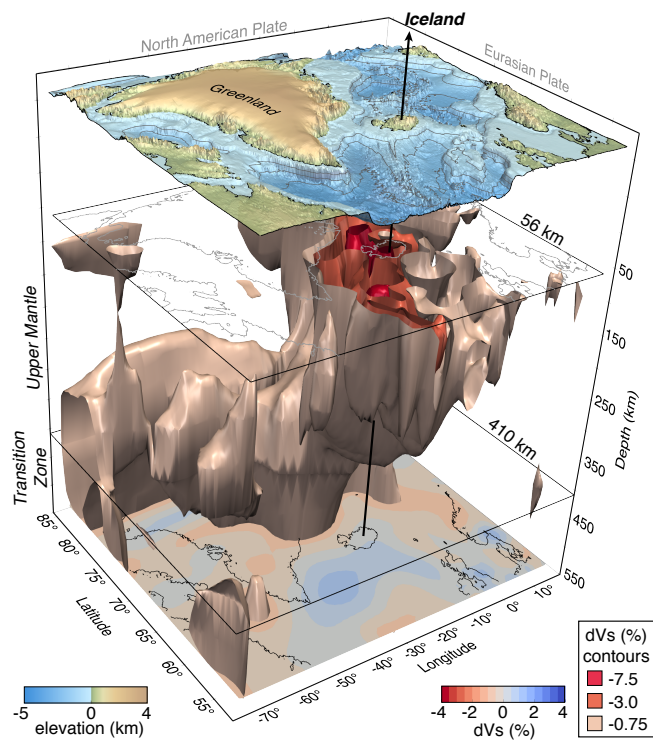 Iceland
North American Plate
Eurasian Plate
Greenland
56 km
50
150
250
350
450
550
Depth (km)
410 km
Upper Mantle
Transition
Zone
85°
80°
75°
70°
65°
60°
55°
Latitude
-70°
-60°
-50°
-40°
-30°
-20°
-10°
0°
10°
Longitude
-5 0 4
elevation (km)
-4 -2 0 2 4
dVs (%)
dVs (%)
contours
-7.5
-3.0
-0.75